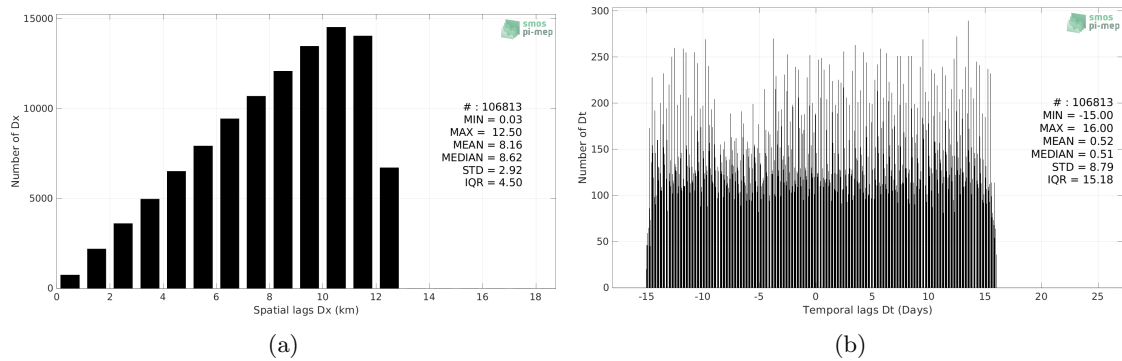 15000
10000
5000
0
Number of Dx
0 2 4 6 8 10 12 14 16 18
Spatial lags Dx (km)
smos
pi-mep
# : 106813
MIN = 0.03
MAX = 12.50
MEAN = 8.16
MEDIAN = 8.62
STD = 2.92
IQR = 4.50
(a)
300
250
200
150
100
50
0
Number of Dt
-15 -10 -5 0 5 10 15 20 25
Temporal lags Dt (Days)
smos
pi-mep
# : 106813
MIN = -15.00
MAX = 16.00
MEAN = 0.52
MEDIAN = 0.51
STD = 8.79
IQR = 15.18
(b)